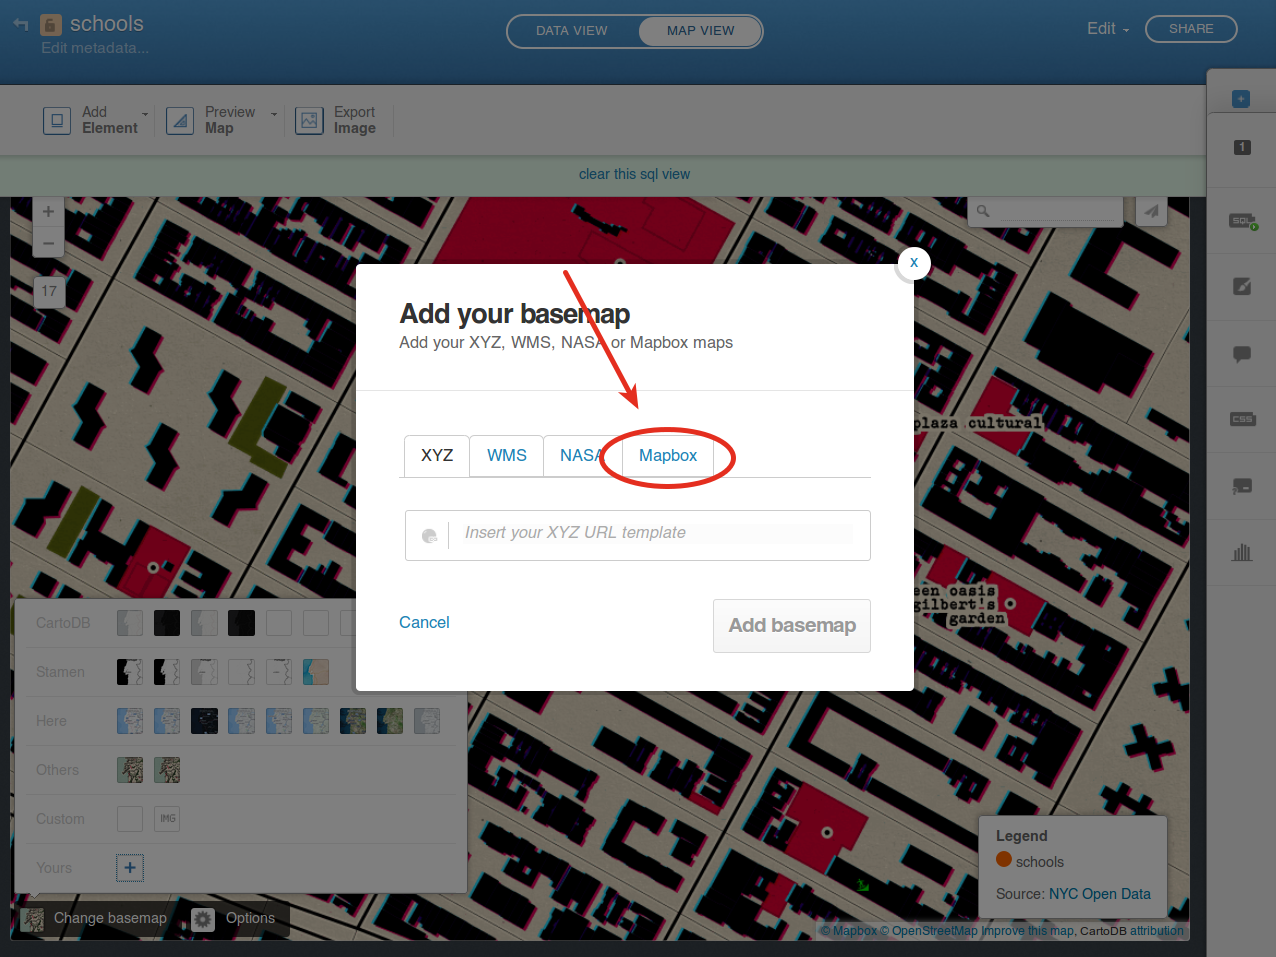 schools
Edit metadata...
DATA VIEW
MAP VIEW
Edit
SHARE
Add
Element
Preview
Map
Export
Image
clear this sql view
+
−
17
+
1
SQL
CSS
x
Add your basemap
Add your XYZ, WMS, NASA or Mapbox maps
XYZ
WMS
NASA
Mapbox
Insert your XYZ URL template
Cancel
Add basemap
plaza cultural
een oasis
gilbert's
garden
CartoDB
Stamen
Here
Others
Custom
IMG
Yours
+
Change basemap
Options
Legend
schools
Source: NYC Open Data
© Mapbox © OpenStreetMap Improve this map, CartoDB attribution